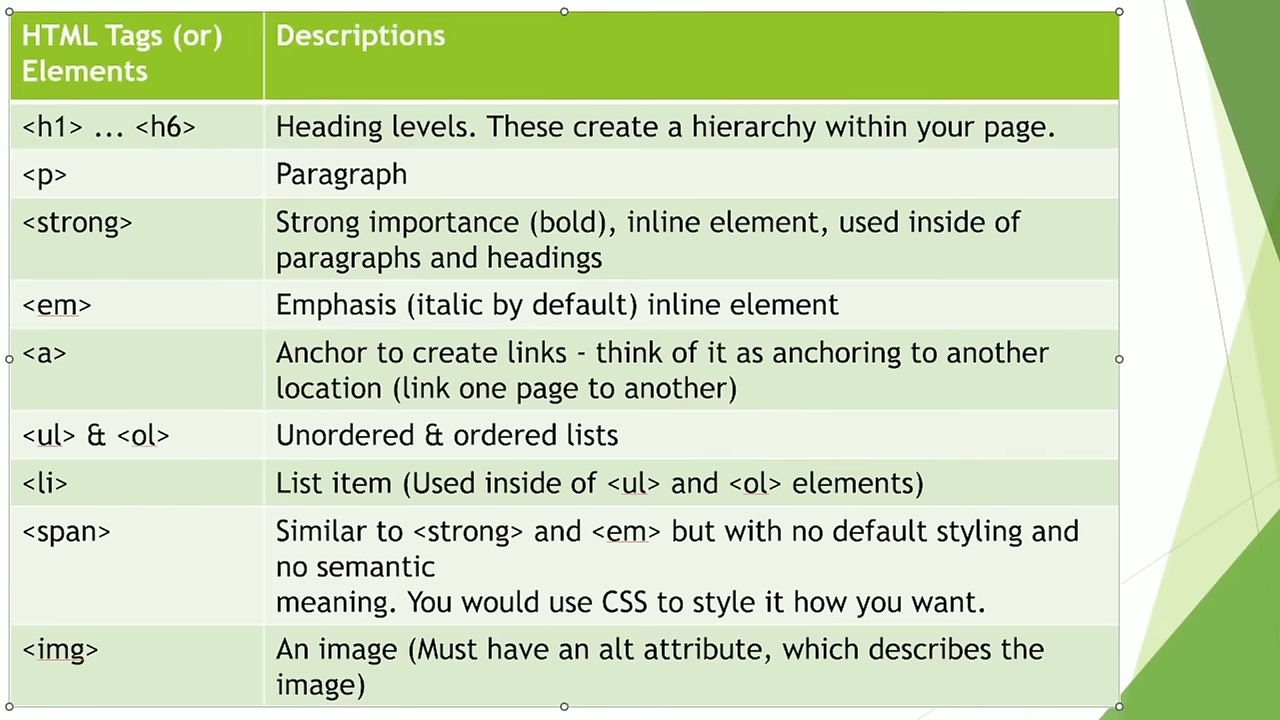 HTML Tags (or)
Elements
Descriptions
<h1> ... <h6>
Heading levels. These create a hierarchy within your page.
<p>
Paragraph
<strong>
Strong importance (bold), inline element, used inside of
paragraphs and headings
<em>
Emphasis (italic by default) inline element
<a>
Anchor to create links - think of it as anchoring to another
location (link one page to another)
<ul> & <ol>
Unordered & ordered lists
<li>
List item (Used inside of <ul> and <ol> elements)
<span>
Similar to <strong> and <em> but with no default styling and
no semantic
meaning. You would use CSS to style it how you want.
<img>
An image (Must have an alt attribute, which describes the
image)